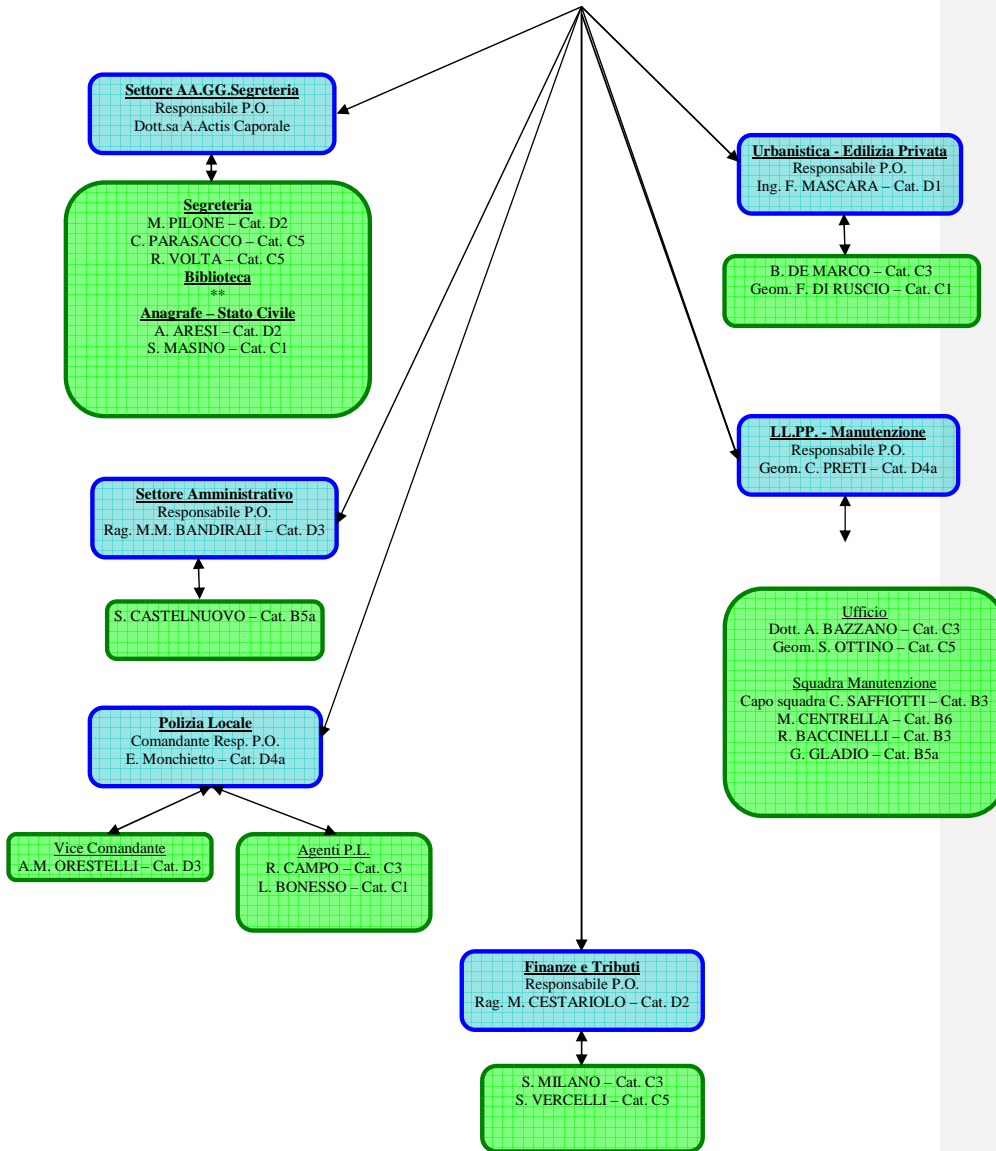 Settore AA.GG.Segreteria
Responsabile P.O.
Dott.sa A.Actis Caporale
Segreteria
M. PILONE – Cat. D2
C. PARASACCO – Cat. C5
R. VOLTA – Cat. C5
Biblioteca
**
Anagrafe – Stato Civile
A. ARESI – Cat. D2
S. MASINO – Cat. C1
Settore Amministrativo
Responsabile P.O.
Rag. M.M. BANDIRALI – Cat. D3
S. CASTELNUOVO – Cat. B5a
Polizia Locale
Comandante Resp. P.O.
E. Monchietto – Cat. D4a
Vice Comandante
A.M. ORESTELLI – Cat. D3
Agenti P.L.
R. CAMPO – Cat. C3
L. BONESSO – Cat. C1
Finanze e Tributi
Responsabile P.O.
Rag. M. CESTARIOLO – Cat. D2
S. MILANO – Cat. C3
S. VERCELLI – Cat. C5
Urbanistica - Edilizia Privata
Responsabile P.O.
Ing. F. MASCARA – Cat. D1
B. DE MARCO – Cat. C3
Geom. F. DI RUSCIO – Cat. C1
LL.PP. - Manutenzione
Responsabile P.O.
Geom. C. PRETI – Cat. D4a
Ufficio
Dott. A. BAZZANO – Cat. C3
Geom. S. OTTINO – Cat. C5
Squadra Manutenzione
Capo squadra C. SAFFIOTTI – Cat. B3
M. CENTRELLA – Cat. B6
R. BACCINELLI – Cat. B3
G. GLADIO – Cat. B5a